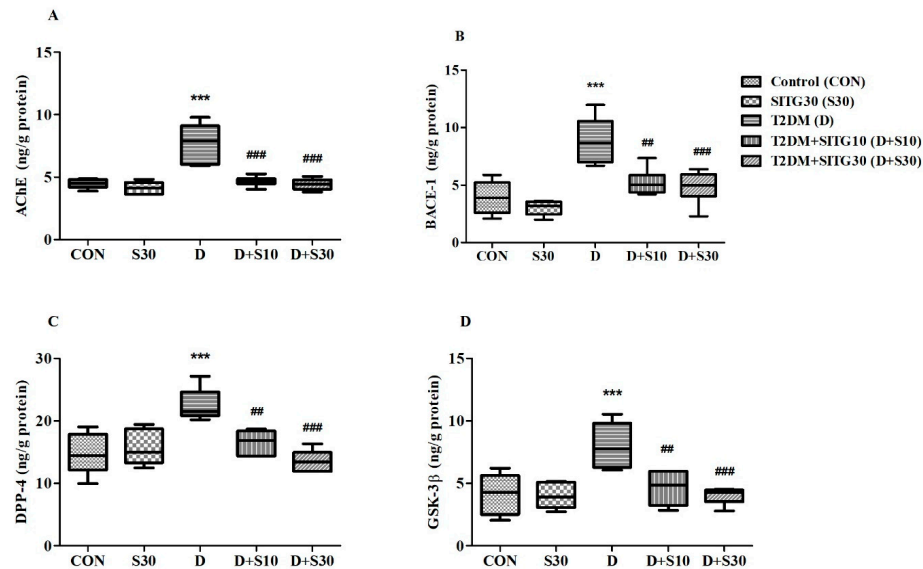 A
AChE (ng/g protein)
15
10
5
0
***
###
###
CON S30 D D+S10 D+S30
B
BACE-1 (ng/g protein)
15
10
5
0
***
##
###
CON S30 D D+S10 D+S30
Control (CON)
SITG30 (S30)
T2DM (D)
T2DM+SITG10 (D+S10)
T2DM+SITG30 (D+S30)
C
DPP-4 (ng/g protein)
30
20
10
0
***
##
###
CON S30 D D+S10 D+S30
D
GSK-3β (ng/g protein)
15
10
5
0
***
##
###
CON S30 D D+S10 D+S30